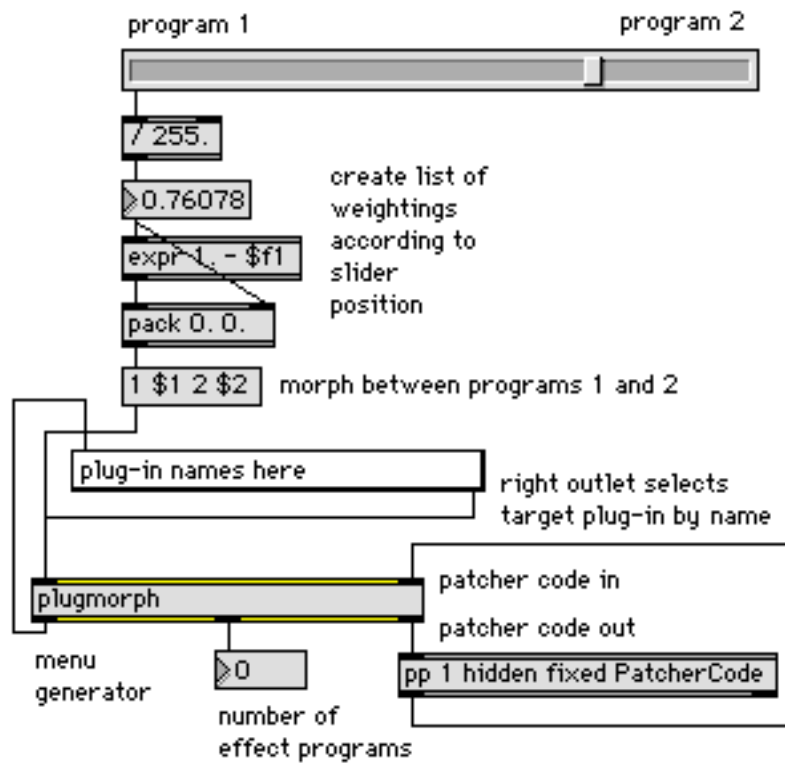 program 1
program 2
/ 255.
0.76078
create list of
weightings
according to
slider
position
expr 1. - $f1
pack 0. 0.
1 $1 2 $2
morph between programs 1 and 2
plug-in names here
right outlet selects
target plug-in by name
plugmorph
patcher code in
patcher code out
menu
generator
0
pp 1 hidden fixed PatcherCode
number of
effect programs